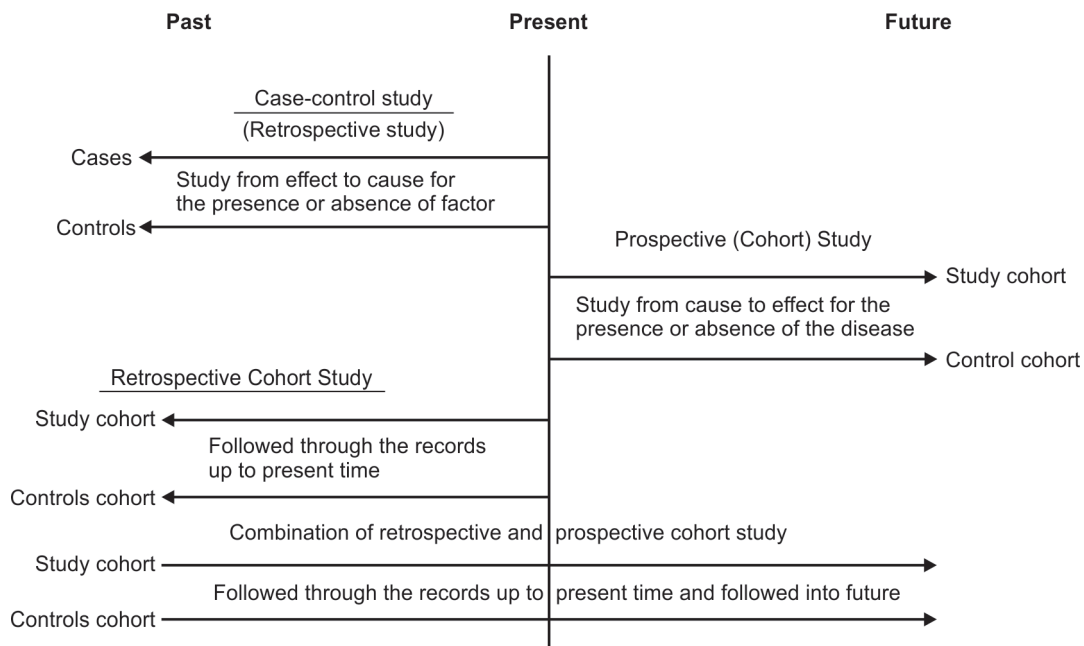 Past Present Future
Case-control study
(Retrospective study)
Cases
Study from effect to cause for
the presence or absence of factor
Controls
Prospective (Cohort) Study
Study cohort
Study from cause to effect for the
presence or absence of the disease
Control cohort
Retrospective Cohort Study
Study cohort
Followed through the records
up to present time
Controls cohort
Combination of retrospective and prospective cohort study
Study cohort
Followed through the records up to present time and followed into future
Controls cohort